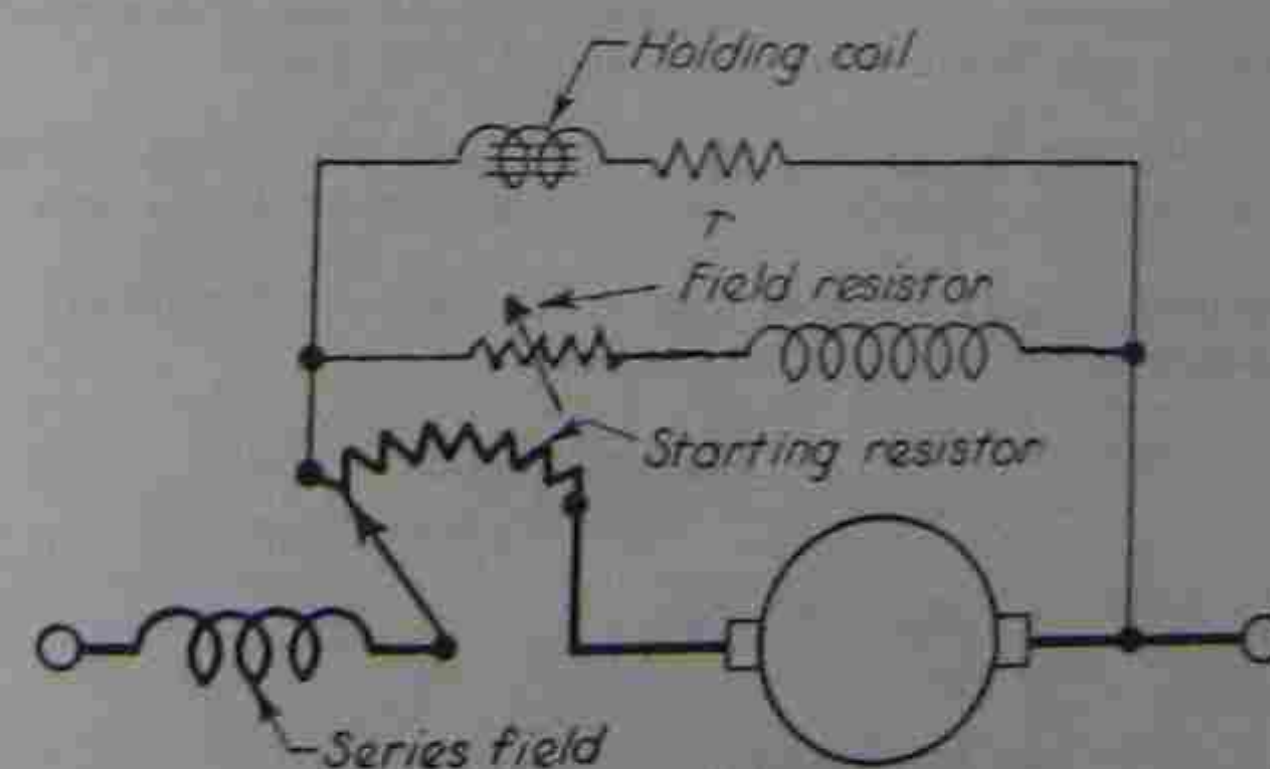 Holding coil
r
Field resistor
Starting resistor
Series field